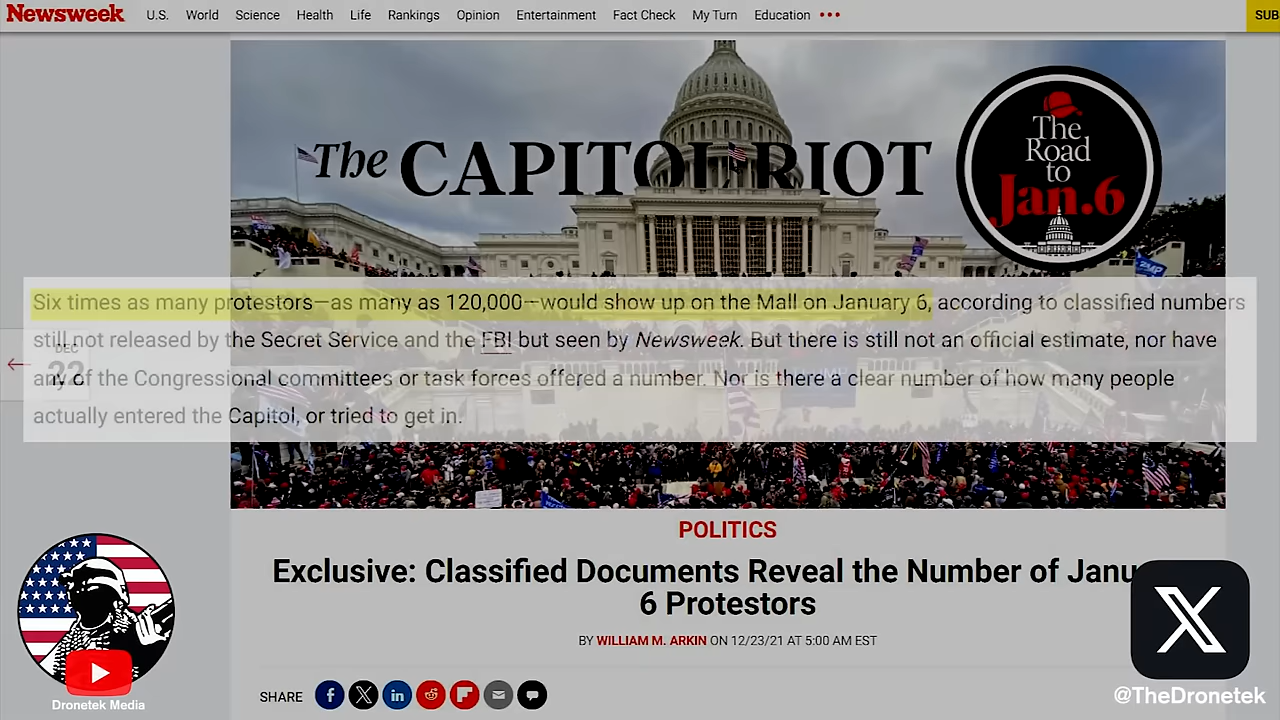 Newsweek U.S. World Science Health Life Rankings Opinion Entertainment Fact Check My Turn Education ••• SUB
The CAPITOL RIOT
The
Road
to
Jan.6
Six times as many protestors—as many as 120,000—would show up on the Mall on January 6, according to classified numbers
still not released by the Secret Service and the FBI but seen by Newsweek. But there is still not an official estimate, nor have
any of the Congressional committees or task forces offered a number. Nor is there a clear number of how many people
actually entered the Capitol, or tried to get in.
DEC
22
POLITICS
Exclusive: Classified Documents Reveal the Number of Janu
6 Protestors
BY WILLIAM M. ARKIN ON 12/23/21 AT 5:00 AM EST
SHARE
Dronetek Media
@TheDronetek